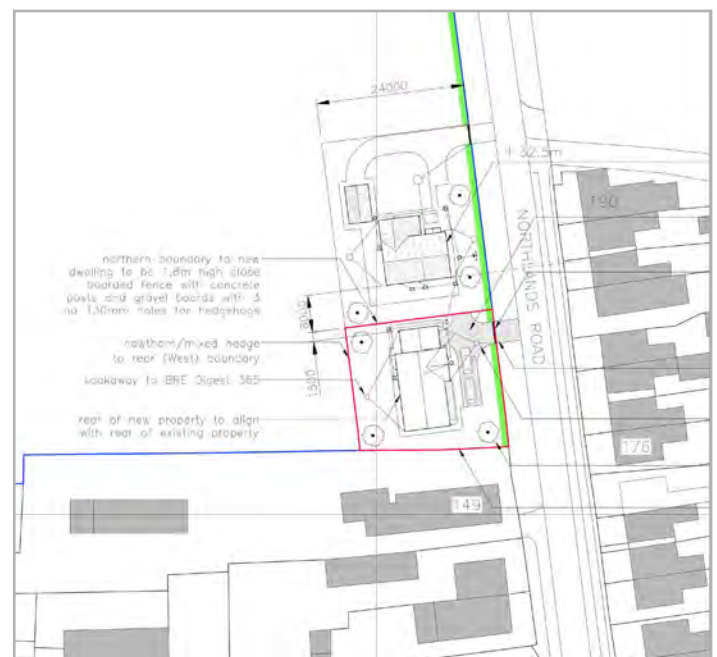 24000
+ 32.5m
190
NORTHLANDS ROAD
northern boundary to new
dwelling to be 1.8m high close
boarded fence with concrete
posts and gravel boards with 3
no 130mm holes for hedgehogs
8000
1500
hawthorn/mixed hedge
to rear (West) boundary
soakaway to BRE Digest 365
rear of new property to align
with rear of existing property
176
149